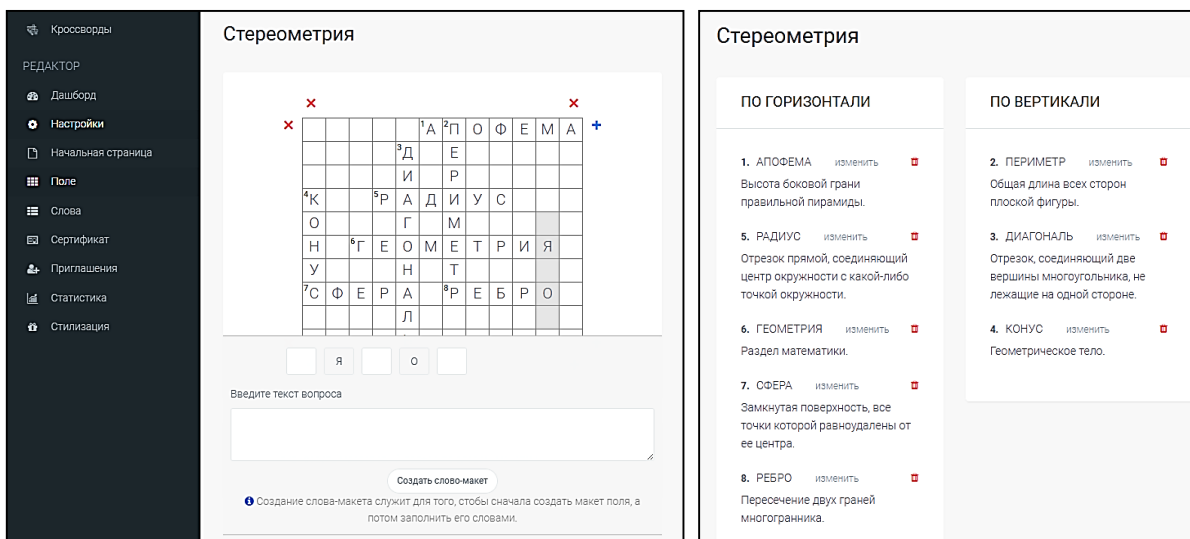 Кроссворды
РЕДАКТОР
Дашборд
Настройки
Начальная страница
Поле
Слова
Сертификат
Приглашения
Статистика
Стилизация
Стереометрия
1А 2П О Ф Е М А
3Д Е
И Р
4К 5Р А Д И У С
О Г М
Н 6Г Е О М Е Т Р И Я
У Н Т
7С Ф Е Р А 8Р Е Б Р О
Л
Я О
Введите текст вопроса
Создать слово-макет
Создание слова-макета служит для того, стобы сначала создать макет поля, а
потом заполнить его словами.
Стереометрия
ПО ГОРИЗОНТАЛИ
1. АПОФЕМА изменить
Высота боковой грани
правильной пирамиды.
5. РАДИУС изменить
Отрезок прямой, соединяющий
центр окружности с какой-либо
точкой окружности.
6. ГЕОМЕТРИЯ изменить
Раздел математики.
7. СФЕРА изменить
Замкнутая поверхность, все
точки которой равноудалены от
ее центра.
8. РЕБРО изменить
Пересечение двух граней
многогранника.
ПО ВЕРТИКАЛИ
2. ПЕРИМЕТР изменить
Общая длина всех сторон
плоской фигуры.
3. ДИАГОНАЛЬ изменить
Отрезок, соединяющий две
вершины многоугольника, не
лежащие на одной стороне.
4. КОНУС изменить
Геометрическое тело.